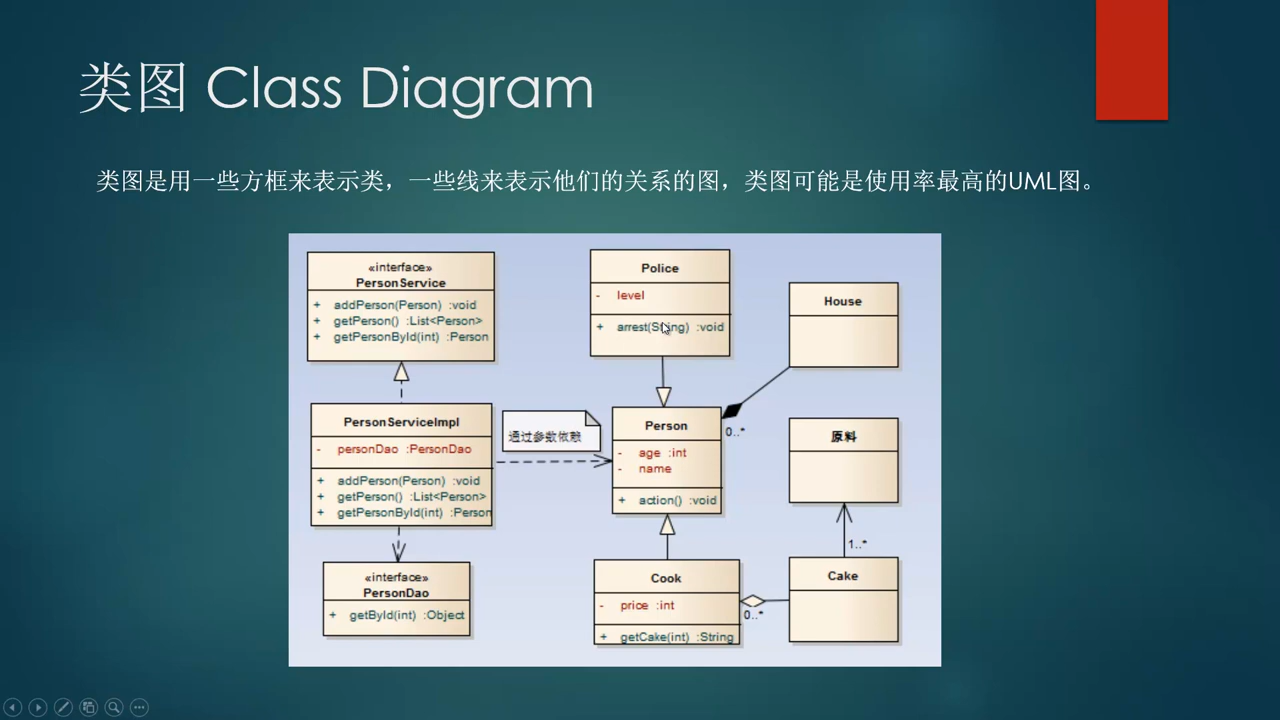 类图 Class Diagram
类图是用一些方框来表示类，一些线来表示他们的关系的图，类图可能是使用率最高的UML图。
«interface»
PersonService
+ addPerson(Person) :void
+ getPerson() :List<Person>
+ getPersonById(int) :Person
Police
- level
+ arrest(String) :void
House
PersonServiceImpl
- personDao :PersonDao
+ addPerson(Person) :void
+ getPerson() :List<Person>
+ getPersonById(int) :Person
通过参数依赖
Person
- age :int
- name
+ action() :void
0..*
原料
1..*
«interface»
PersonDao
+ getById(int) :Object
Cook
- price :int
+ getCake(int) :String
0..*
Cake